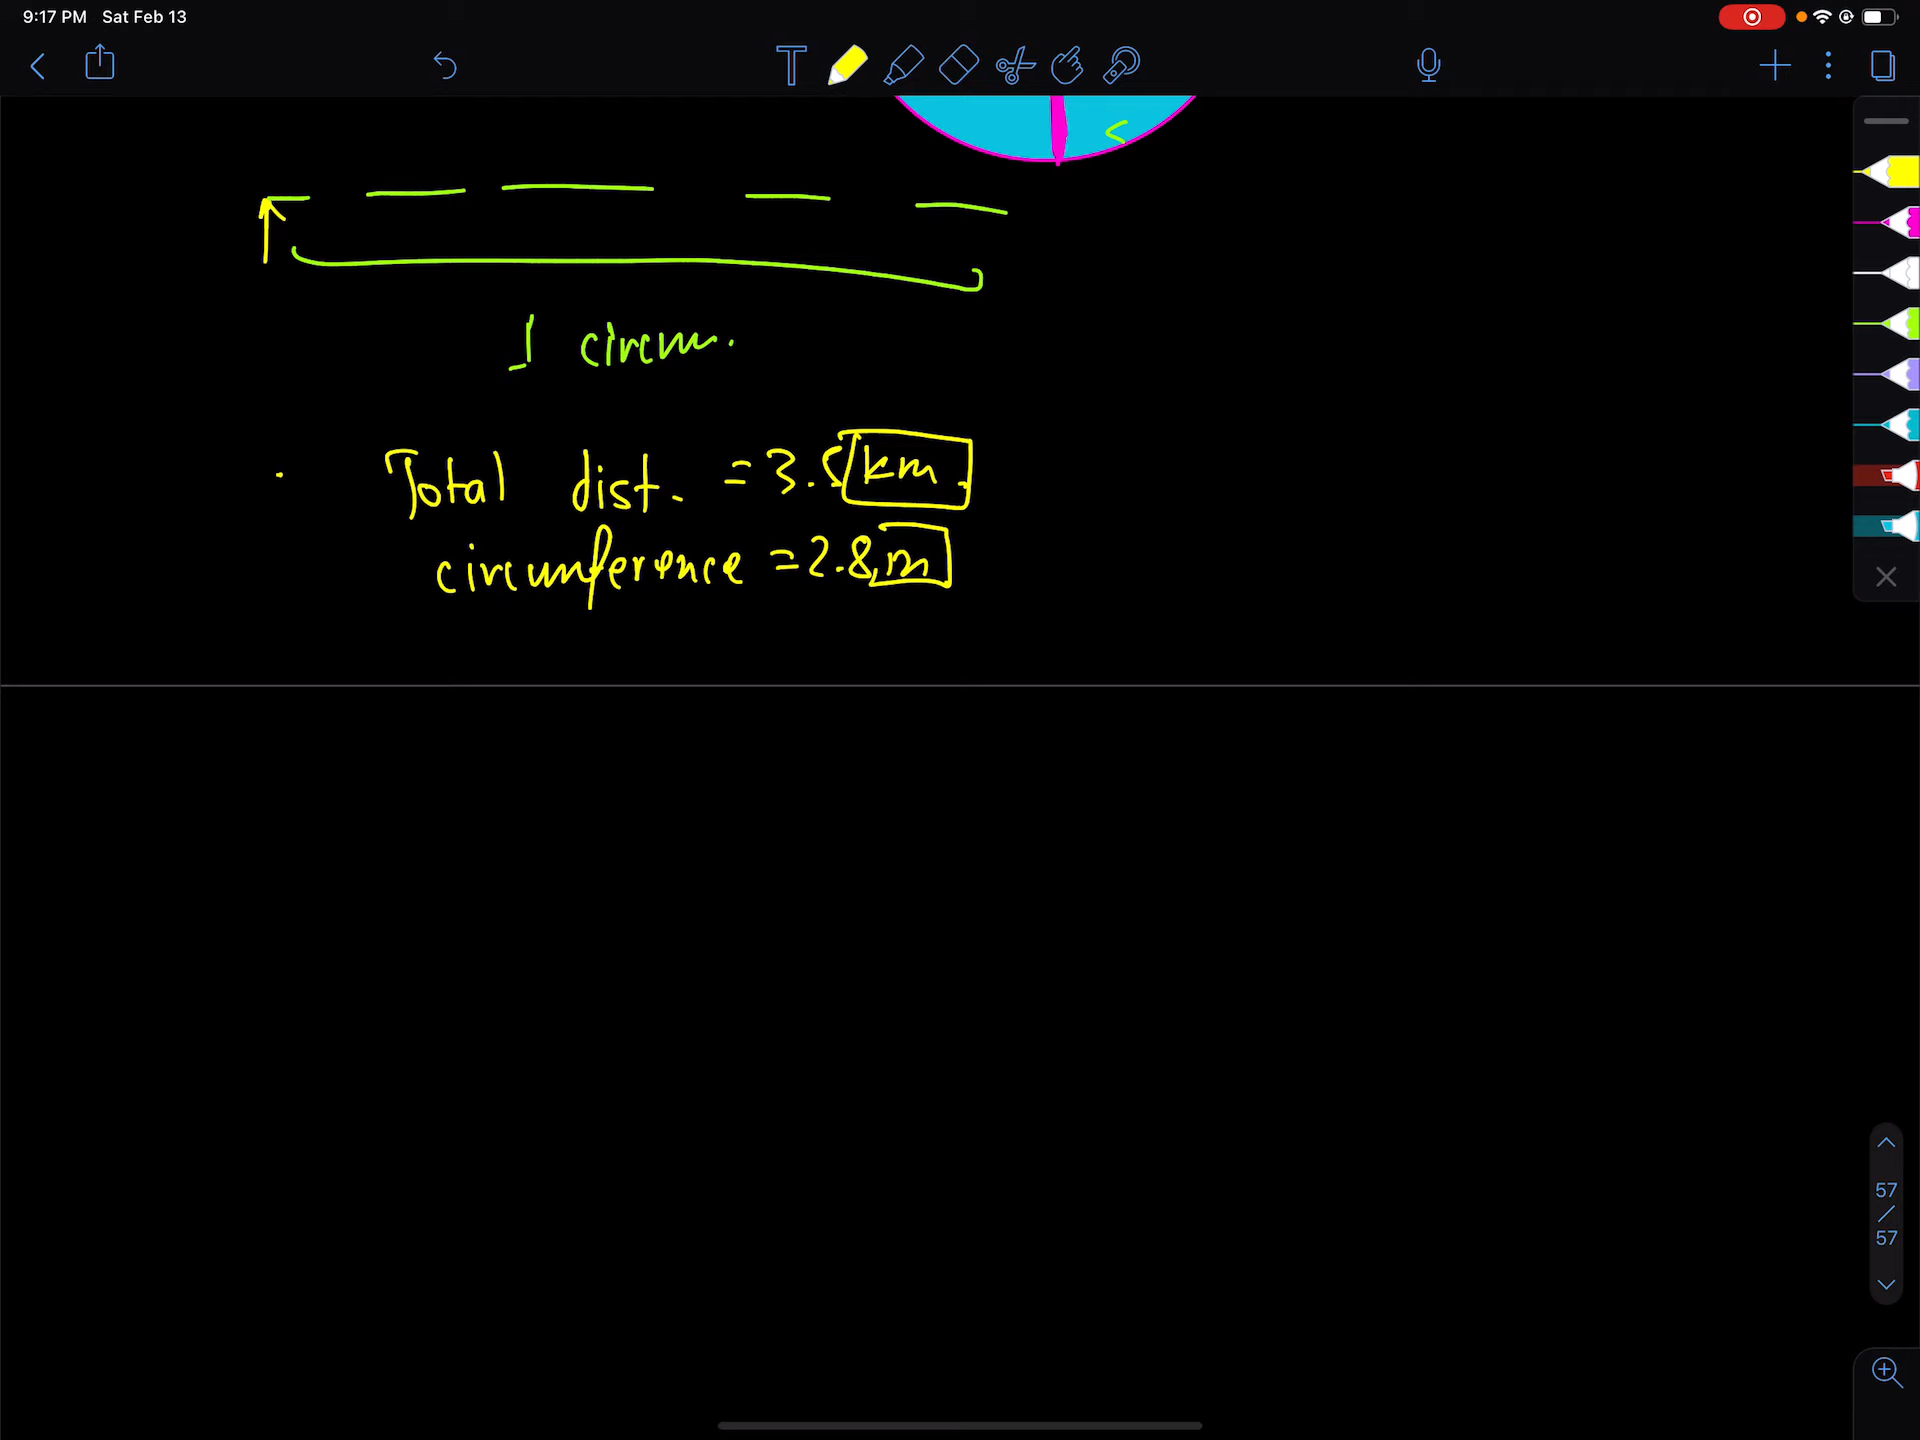 9:17 PM Sat Feb 13
T
1 circum.
Total dist. = 3.5 km.
circumference = 2.8 m
57
/
57